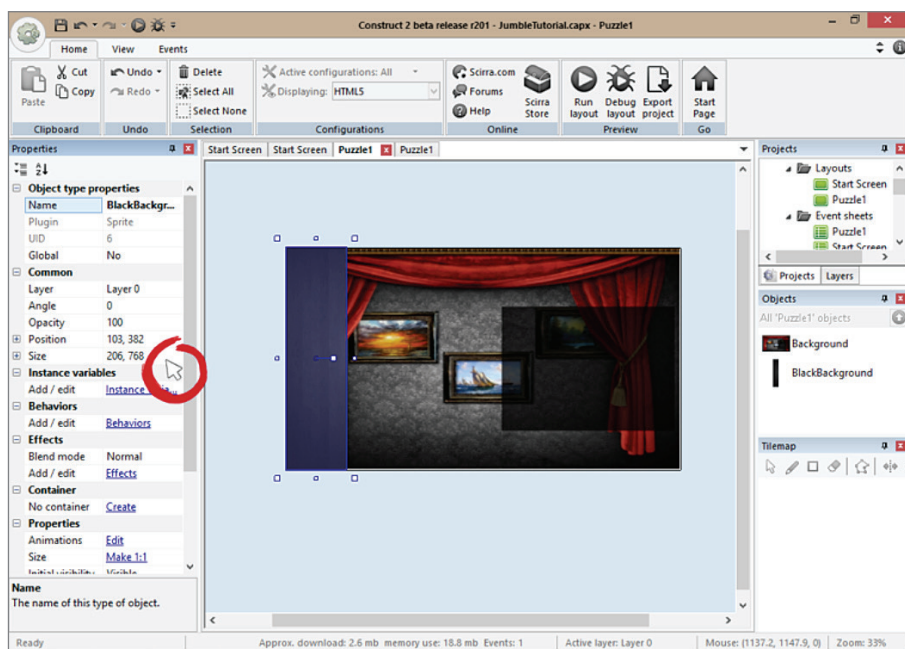 Construct 2 beta release r201 - JumbleTutorial.capx - Puzzle1
Home View Events
Paste
Cut
Copy
Clipboard
Undo
Redo
Undo
Delete
Select All
Select None
Selection
Active configurations: All
Displaying: HTML5
Configurations
Scirra.com
Forums
Help
Scirra Store
Online
Run layout
Debug layout
Export project
Preview
Start Page
Go
Properties
Object type properties
Name BlackBackgr...
Plugin Sprite
UID 6
Global No
Common
Layer Layer 0
Angle 0
Opacity 100
Position 103, 382
Size 206, 768
Instance variables
Add / edit Instance
Behaviors
Add / edit Behaviors
Effects
Blend mode Normal
Add / edit Effects
Container
No container Create
Properties
Animations Edit
Size Make 1:1
Initial visibility Visible
Name
The name of this type of object.
Start Screen Start Screen Puzzle1 Puzzle1
Projects
Layouts
Start Screen
Puzzle1
Event sheets
Puzzle1
Start Screen
Projects Layers
Objects
All 'Puzzle1' objects
Background
BlackBackground
Tilemap
Ready Approx. download: 2.6 mb memory use: 18.8 mb Events: 1 Active layer: Layer 0 Mouse: (1137.2, 1147.9, 0) Zoom: 33%